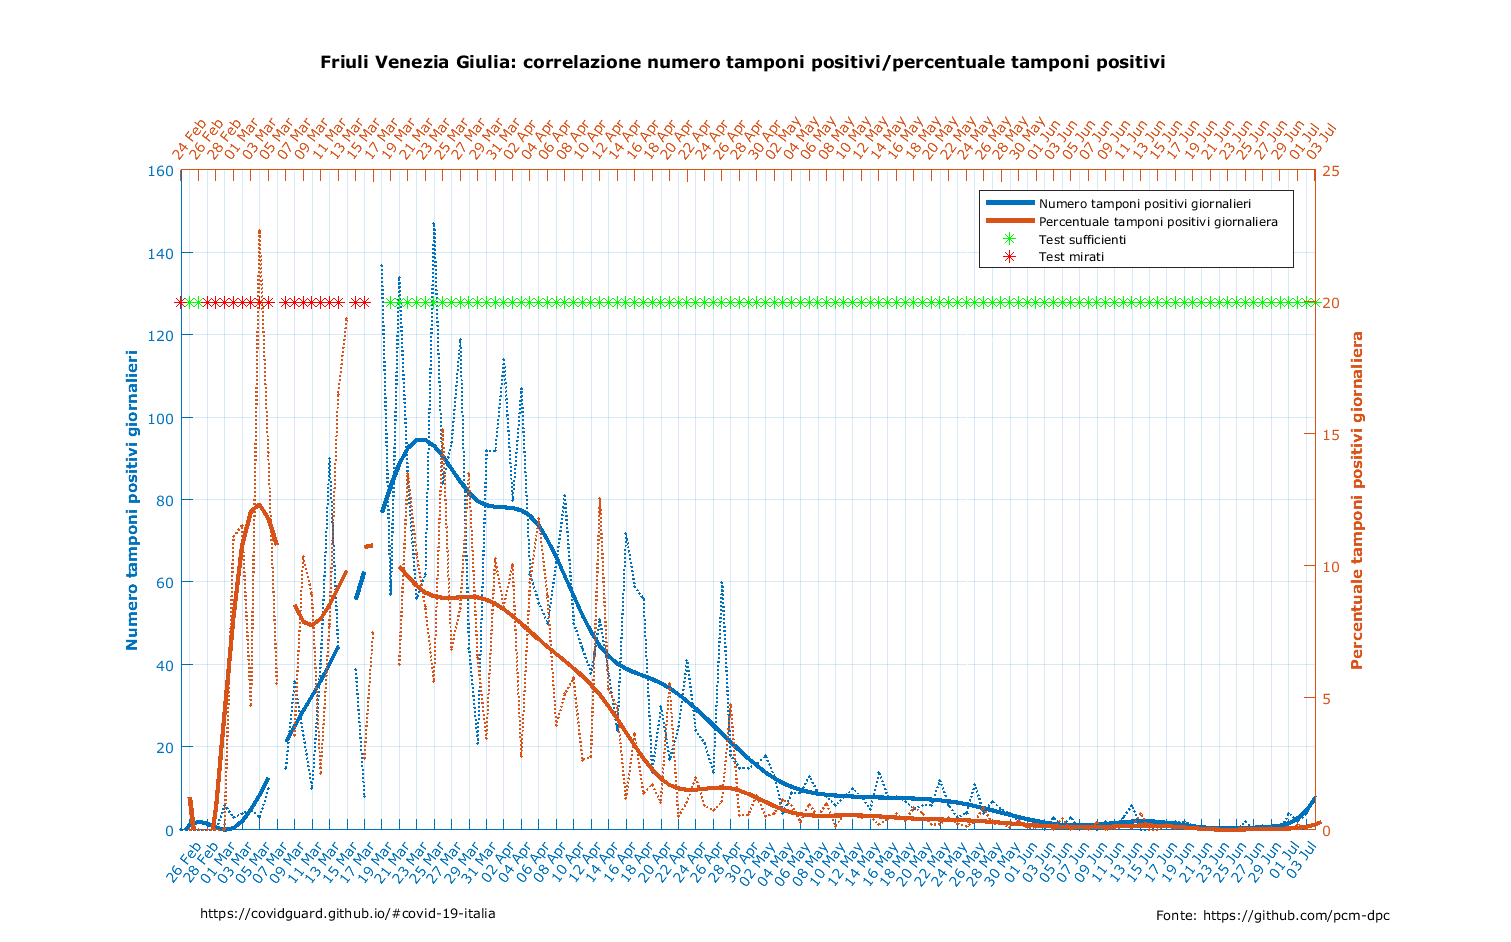 Friuli Venezia Giulia: correlazione numero tamponi positivi/percentuale tamponi positivi
24 Feb
26 Feb
28 Feb
01 Mar
03 Mar
05 Mar
07 Mar
09 Mar
11 Mar
13 Mar
15 Mar
17 Mar
19 Mar
21 Mar
23 Mar
25 Mar
27 Mar
29 Mar
31 Mar
02 Apr
04 Apr
06 Apr
08 Apr
10 Apr
12 Apr
14 Apr
16 Apr
18 Apr
20 Apr
22 Apr
24 Apr
26 Apr
28 Apr
30 Apr
02 May
04 May
06 May
08 May
10 May
12 May
14 May
16 May
18 May
20 May
22 May
24 May
26 May
28 May
30 May
01 Jun
03 Jun
05 Jun
07 Jun
09 Jun
11 Jun
13 Jun
15 Jun
17 Jun
19 Jun
21 Jun
23 Jun
25 Jun
27 Jun
29 Jun
01 Jul
03 Jul
160
140
120
100
80
60
40
20
0
25
20
15
10
5
0
Numero tamponi positivi giornalieri
Percentuale tamponi positivi giornaliera
Numero tamponi positivi giornalieri
Percentuale tamponi positivi giornaliera
Test sufficienti
Test mirati
26 Feb
28 Feb
01 Mar
03 Mar
05 Mar
07 Mar
09 Mar
11 Mar
13 Mar
15 Mar
17 Mar
19 Mar
21 Mar
23 Mar
25 Mar
27 Mar
29 Mar
31 Mar
02 Apr
04 Apr
06 Apr
08 Apr
10 Apr
12 Apr
14 Apr
16 Apr
18 Apr
20 Apr
22 Apr
24 Apr
26 Apr
28 Apr
30 Apr
02 May
04 May
06 May
08 May
10 May
12 May
14 May
16 May
18 May
20 May
22 May
24 May
26 May
28 May
30 May
01 Jun
03 Jun
05 Jun
07 Jun
09 Jun
11 Jun
13 Jun
15 Jun
17 Jun
19 Jun
21 Jun
23 Jun
25 Jun
27 Jun
29 Jun
01 Jul
03 Jul
https://covidguard.github.io/#covid-19-italia
Fonte: https://github.com/pcm-dpc